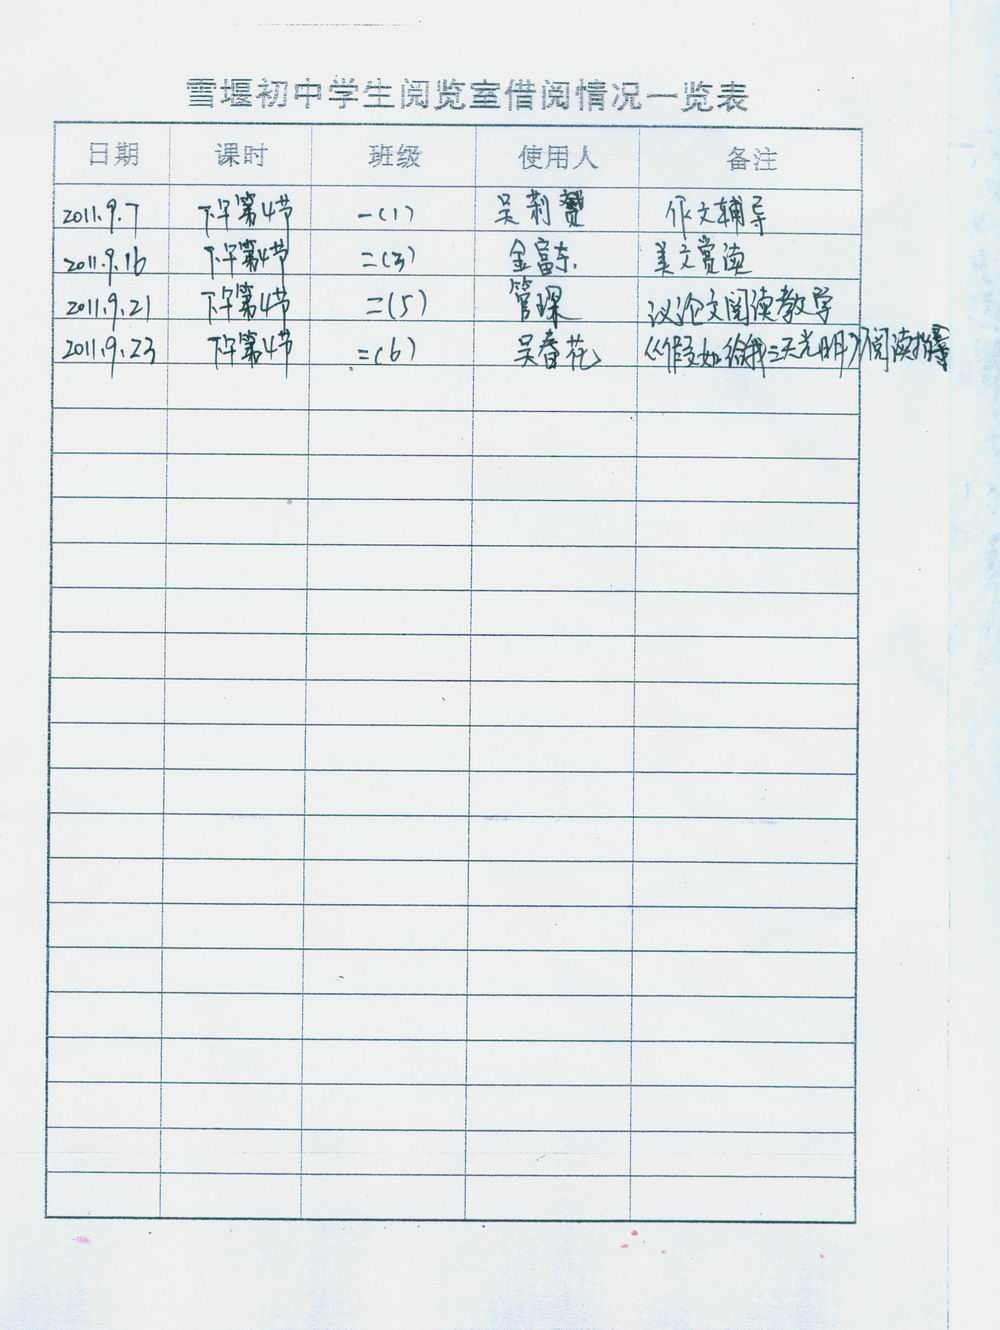 雪堰初中学生阅览室借阅情况一览表
日期 课时 班级 使用人 备注
2011.9.7 下午第4节 一(1) 吴莉 作文辅导
2011.9.16 下午第4节 二(3) 金富东. 美文赏读
2011.9.21 下午第4节 二(5) 管琛 议论文阅读教学
2011.9.23 下午第4节 二(6) 吴春花 《假如给我三天光明》阅读指导